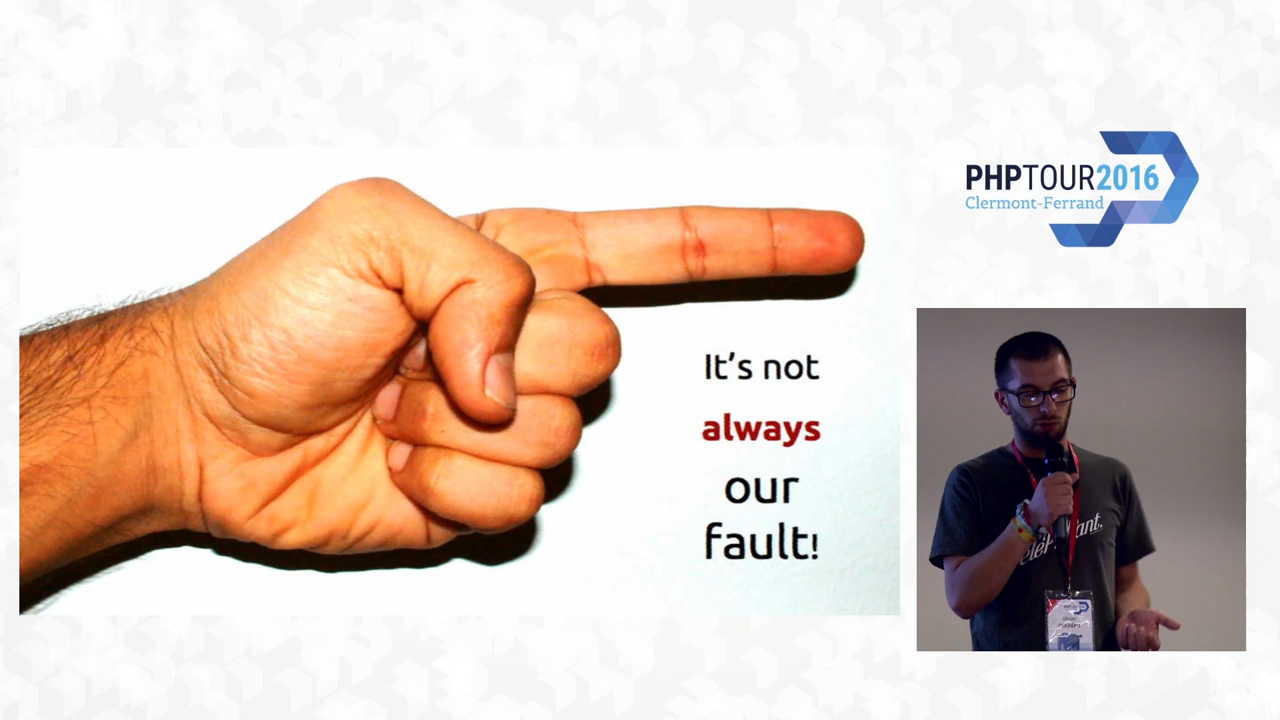 It's not
always
our
fault!
PHPTOUR2016
Clermont-Ferrand